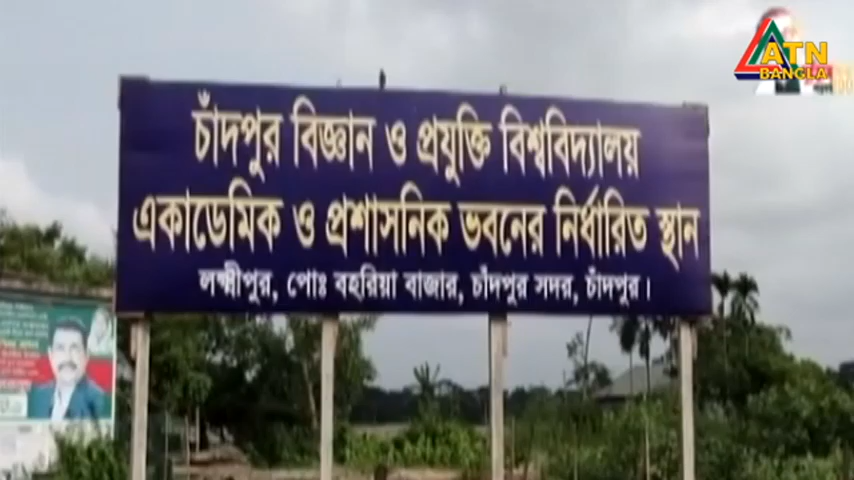 ATN
BANGLA
চাঁদপুর বিজ্ঞান ও প্রযুক্তি বিশ্ববিদ্যালয়
একাডেমিক ও প্রশাসনিক ভবনের নির্ধারিত স্থান
লক্ষ্মীপুর, পোঃ বহরিয়া বাজার, চাঁদপুর সদর, চাঁদপুর।